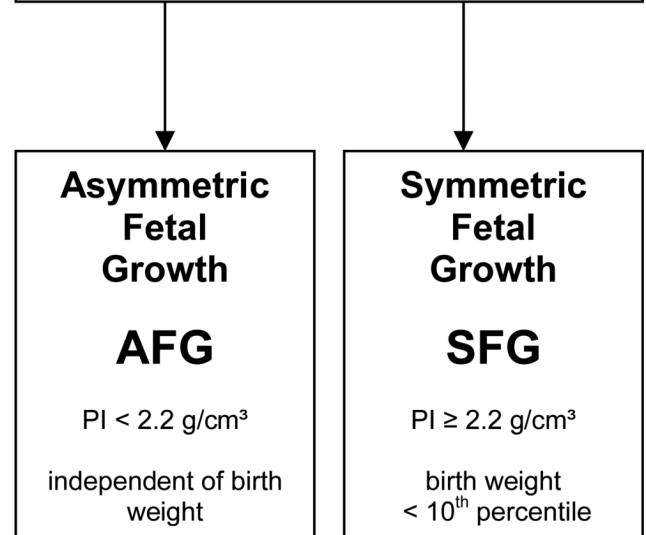 Asymmetric
Fetal
Growth
AFG
PI < 2.2 g/cm³
independent of birth
weight
Symmetric
Fetal
Growth
SFG
PI ≥ 2.2 g/cm³
birth weight
< 10th percentile